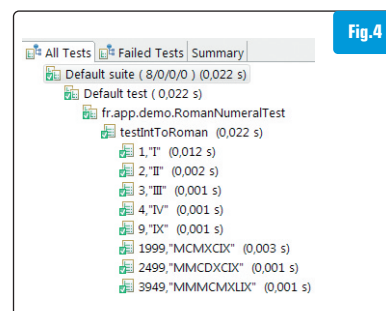 Fig.4
All Tests Failed Tests Summary
Default suite ( 8/0/0/0 ) (0,022 s)
Default test ( 0,022 s)
fr.app.demo.RomanNumeralTest
testIntToRoman (0,022 s)
1,"I" (0,012 s)
2,"II" (0,002 s)
3,"III" (0,001 s)
4,"IV" (0,001 s)
9,"IX" (0,001 s)
1999,"MCMXCIX" (0,003 s)
2499,"MMCDXCIX" (0,001 s)
3949,"MMMCMXLIX" (0,001 s)